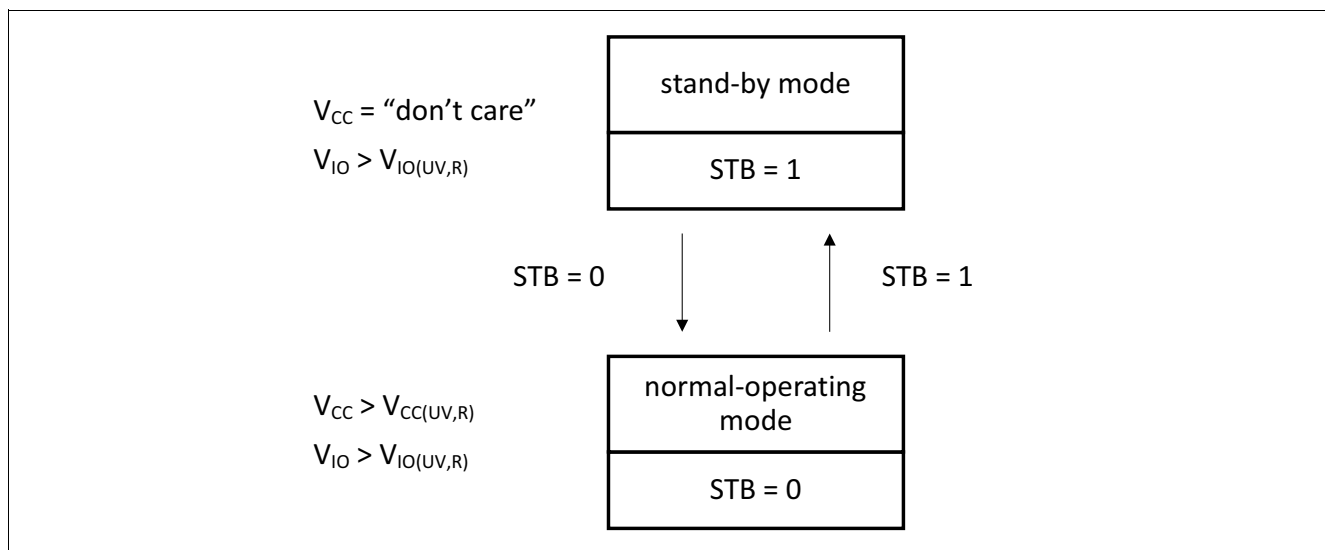 stand-by mode
V_CC = “don’t care”
V_IO > V_IO(UV,R)
STB = 1
STB = 0
STB = 1
normal-operating
mode
V_CC > V_CC(UV,R)
V_IO > V_IO(UV,R)
STB = 0